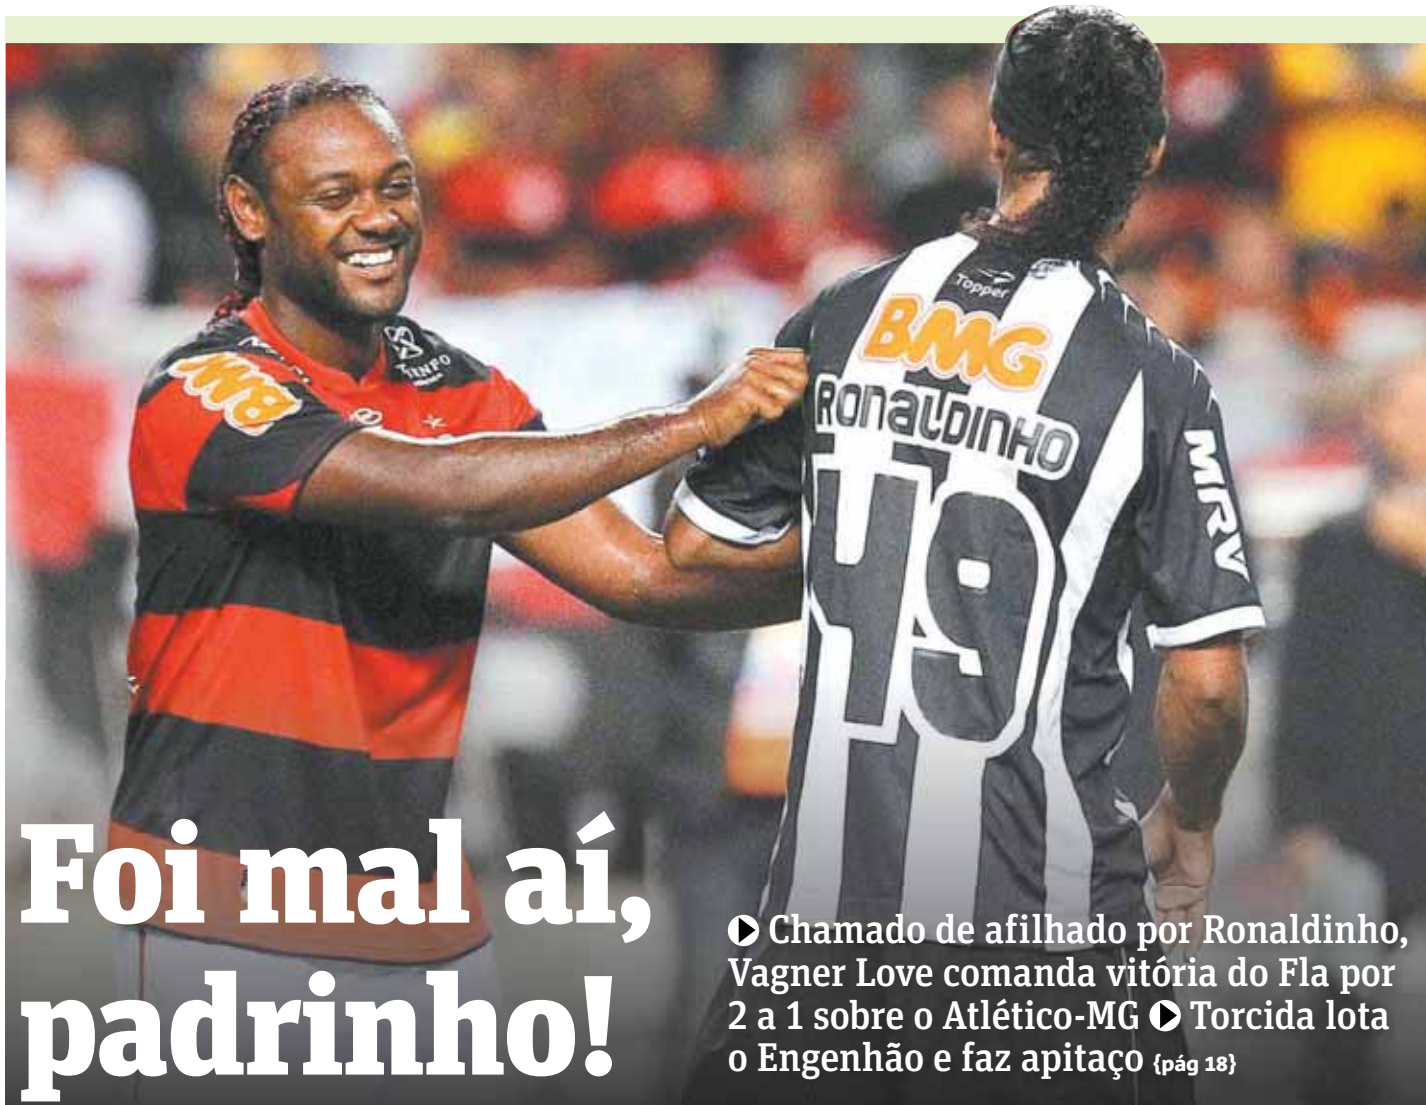 Topper
BMG
RONALDINHO
49
MRV
BMG
Foi mal aí,
padrinho!
Chamado de afilhado por Ronaldinho,
Vagner Love comanda vitória do Fla por
2 a 1 sobre o Atlético-MG Torcida lota
o Engenhão e faz apitaço {pág 18}